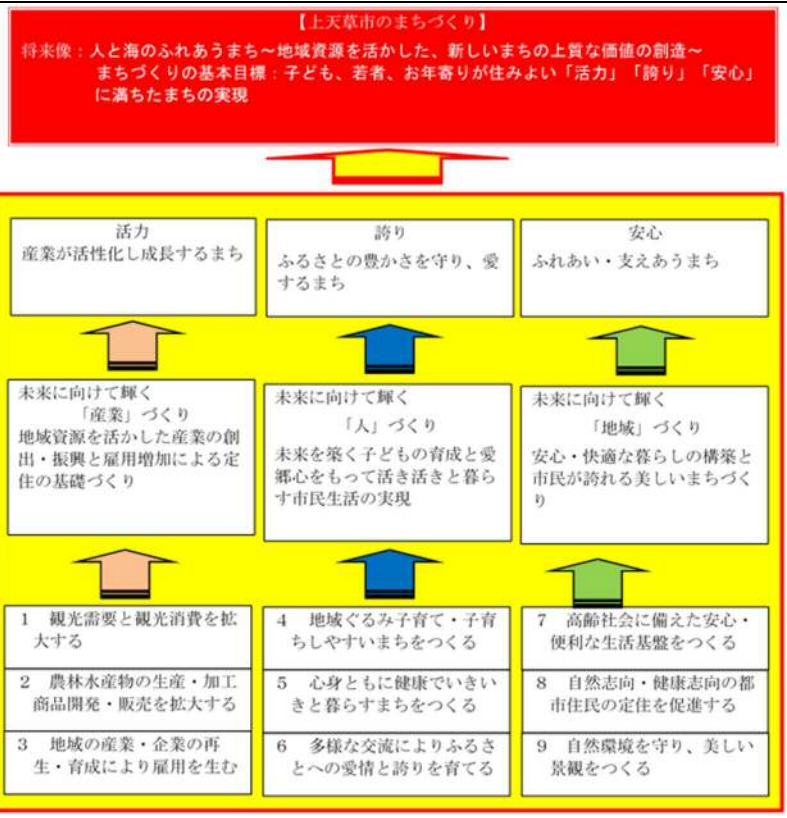 【上天草市のまちづくり】
将来像：人と海のふれあうまち～地域資源を活かした、新しいまちの上質な価値の創造～
まちづくりの基本目標：子ども、若者、お年寄りが住みよい「活力」「誇り」「安心」
に満ちたまちの実現
活力
産業が活性化し成長するまち
誇り
ふるさとの豊かさを守り、愛
するまち
安心
ふれあい・支えあうまち
未来に向けて輝く
「産業」づくり
地域資源を活かした産業の創
出・振興と雇用増加による定
住の基礎づくり
未来に向けて輝く
「人」づくり
未来を築く子どもの育成と愛
郷心をもって活き活きと暮ら
す市民生活の実現
未来に向けて輝く
「地域」づくり
安心・快適な暮らしの構築と
市民が誇れる美しいまちづく
り
1　観光需要と観光消費を拡
大する
2　農林水産物の生産・加工
商品開発・販売を拡大する
3　地域の産業・企業の再
生・育成により雇用を生む
4　地域ぐるみ子育て・子育
ちしやすいまちをつくる
5　心身ともに健康でいきい
きと暮らすまちをつくる
6　多様な交流によりふるさ
とへの愛情と誇りを育てる
7　高齢社会に備えた安心・
便利な生活基盤をつくる
8　自然志向・健康志向の都
市住民の定住を促進する
9　自然環境を守り、美しい
景観をつくる